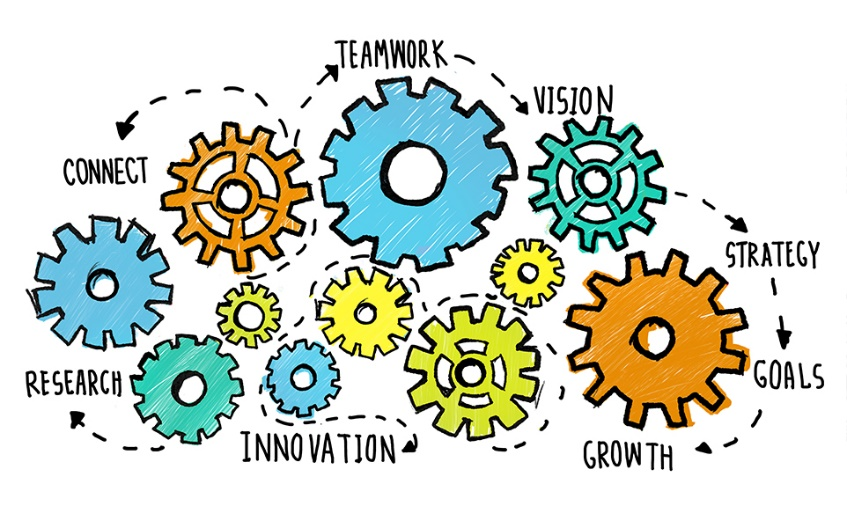 TEAMWORK
VISION
CONNECT
STRATEGY
RESEARCH
GOALS
INNOVATION
GROWTH